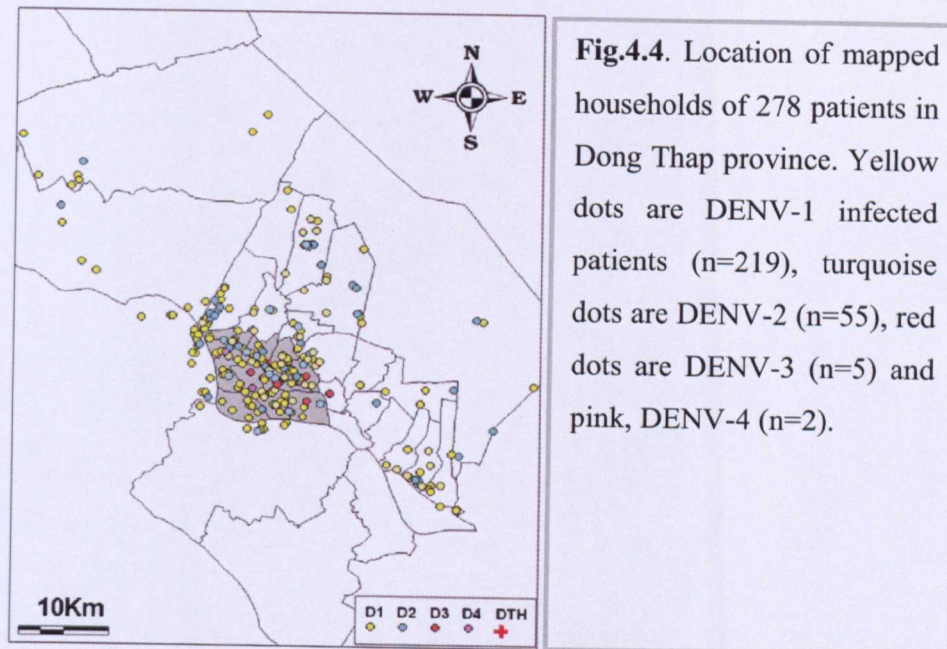 N
W E
S
10Km
D1 D2 D3 D4 DTH
Fig.4.4. Location of mapped
households of 278 patients in
Dong Thap province. Yellow
dots are DENV-1 infected
patients (n=219), turquoise
dots are DENV-2 (n=55), red
dots are DENV-3 (n=5) and
pink, DENV-4 (n=2).